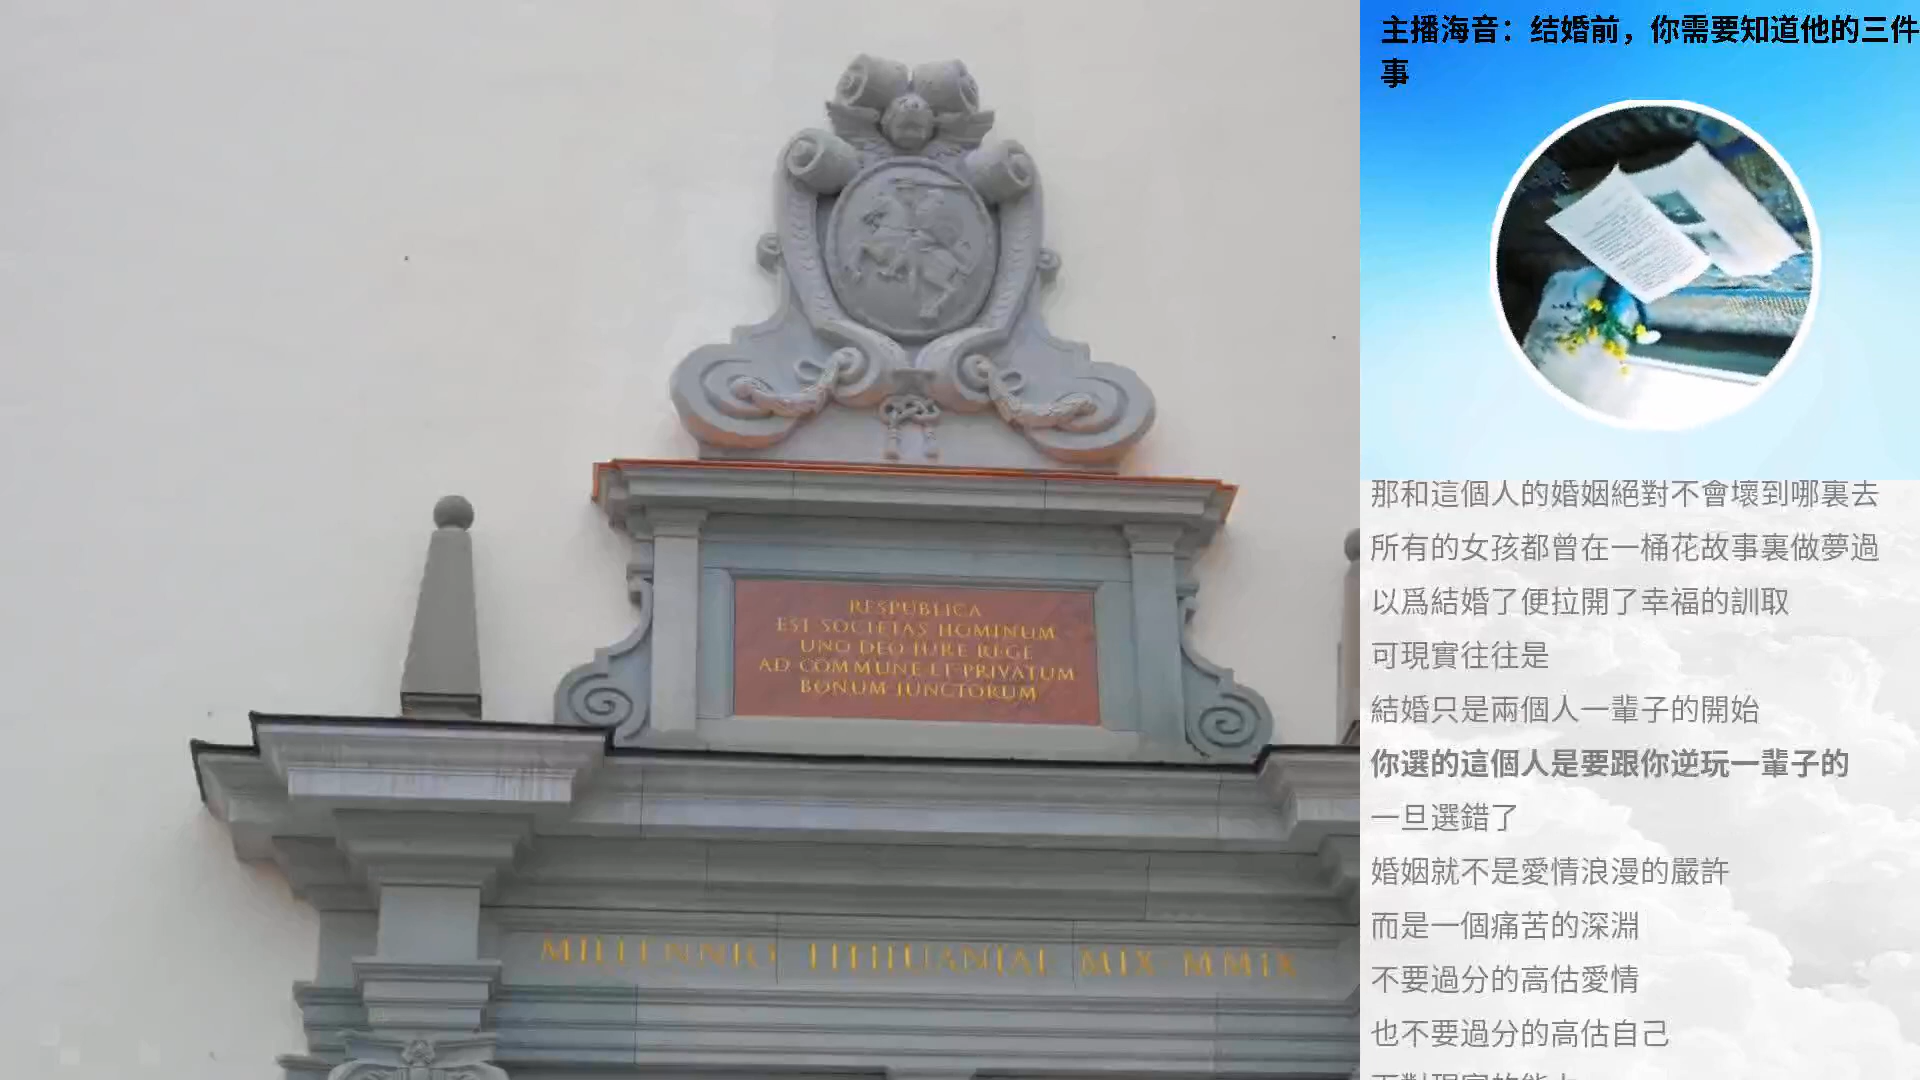 RESPUBLICA
EST SOCIETAS HOMINUM
UNO DEO IURE REGE
AD COMMUNE ET PRIVATUM
BONUM IUNCTORUM
MILLENNIO LITHUANIAE MIX - MMIX
主播海音：结婚前，你需要知道他的三件
事
那和這個人的婚姻絕對不會壞到哪裏去
所有的女孩都曾在一桶花故事裏做夢過
以爲結婚了便拉開了幸福的訓取
可現實往往是
結婚只是兩個人一輩子的開始
你選的這個人是要跟你逆玩一輩子的
一旦選錯了
婚姻就不是愛情浪漫的嚴許
而是一個痛苦的深淵
不要過分的高估愛情
也不要過分的高估自己